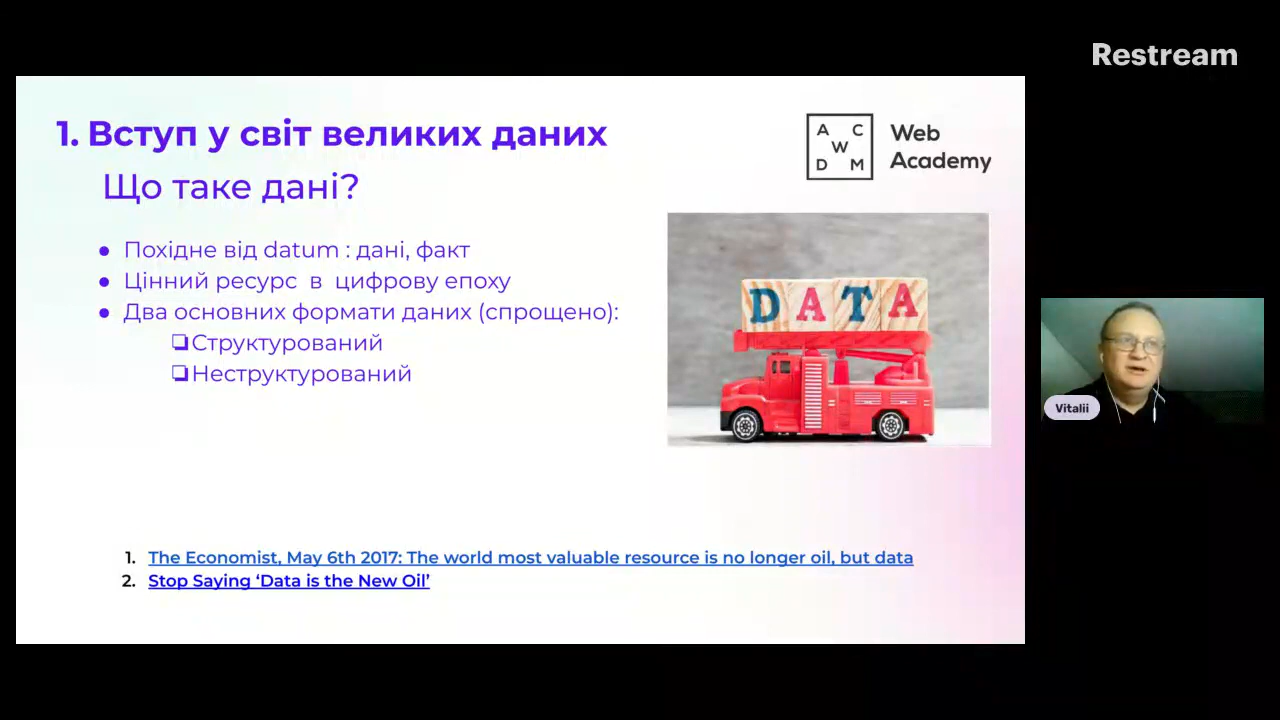 Restream
1. Вступ у світ великих даних
Що таке дані?
A C
W
D M
Web
Academy
● Похідне від datum : дані, факт
● Цінний ресурс в цифрову епоху
● Два основних формати даних (спрощено):
❏Структурований
❏Неструктурований
DATA
Vitalii
1. The Economist, May 6th 2017: The world most valuable resource is no longer oil, but data
2. Stop Saying ‘Data is the New Oil’